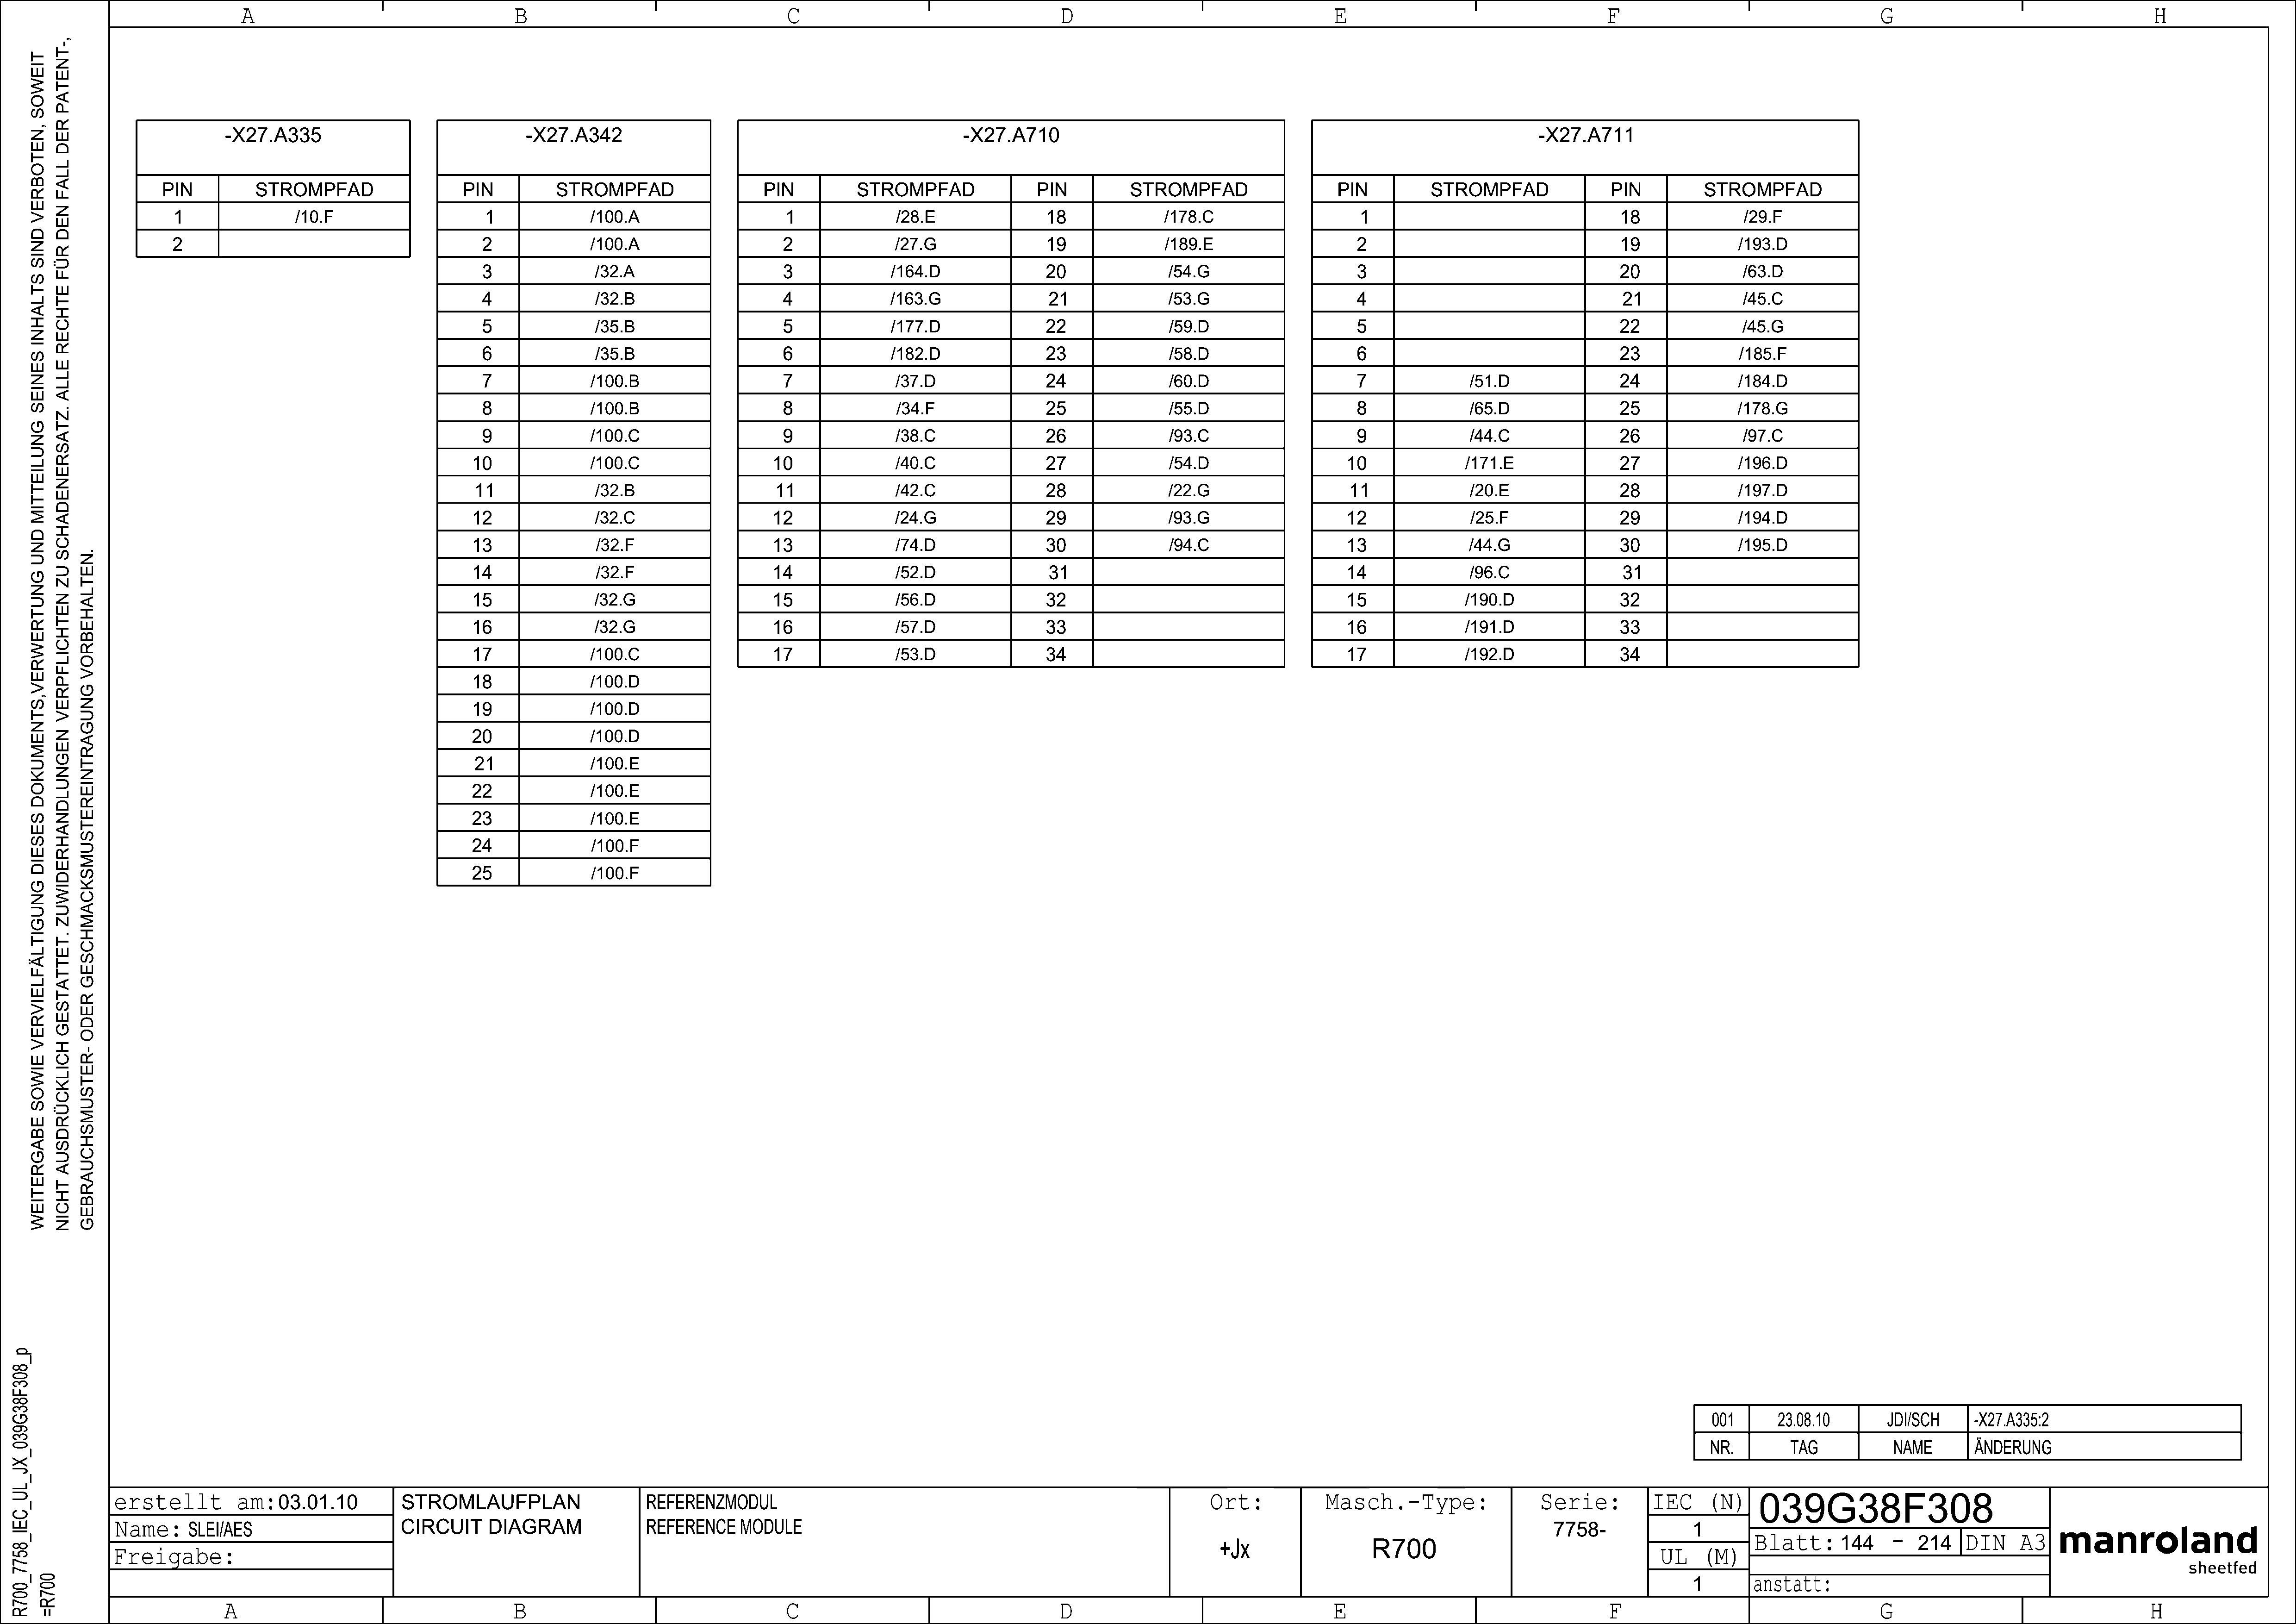 A B C D E F G H
WEITERGABE SOWIE VERVIELFÄLTIGUNG DIESES DOKUMENTS,VERWERTUNG UND MITTEILUNG SEINES INHALTS SIND VERBOTEN, SOWEIT
NICHT AUSDRÜCKLICH GESTATTET. ZUWIDERHANDLUNGEN VERPFLICHTEN ZU SCHADENERSATZ. ALLE RECHTE FÜR DEN FALL DER PATENT-,
GEBRAUCHSMUSTER- ODER GESCHMACKSMUSTEREINTRAGUNG VORBEHALTEN.
R700_7758_IEC_UL_JX_039G38F308_p
=R700
-X27.A335
PIN STROMPFAD
1 /10.F
2
-X27.A342
PIN STROMPFAD
1 /100.A
2 /100.A
3 /32.A
4 /32.B
5 /35.B
6 /35.B
7 /100.B
8 /100.B
9 /100.C
10 /100.C
11 /32.B
12 /32.C
13 /32.F
14 /32.F
15 /32.G
16 /32.G
17 /100.C
18 /100.D
19 /100.D
20 /100.D
21 /100.E
22 /100.E
23 /100.E
24 /100.F
25 /100.F
-X27.A710
PIN STROMPFAD PIN STROMPFAD
1 /28.E 18 /178.C
2 /27.G 19 /189.E
3 /164.D 20 /54.G
4 /163.G 21 /53.G
5 /177.D 22 /59.D
6 /182.D 23 /58.D
7 /37.D 24 /60.D
8 /34.F 25 /55.D
9 /38.C 26 /93.C
10 /40.C 27 /54.D
11 /42.C 28 /22.G
12 /24.G 29 /93.G
13 /74.D 30 /94.C
14 /52.D 31
15 /56.D 32
16 /57.D 33
17 /53.D 34
-X27.A711
PIN STROMPFAD PIN STROMPFAD
1 18 /29.F
2 19 /193.D
3 20 /63.D
4 21 /45.C
5 22 /45.G
6 23 /185.F
7 /51.D 24 /184.D
8 /65.D 25 /178.G
9 /44.C 26 /97.C
10 /171.E 27 /196.D
11 /20.E 28 /197.D
12 /25.F 29 /194.D
13 /44.G 30 /195.D
14 /96.C 31
15 /190.D 32
16 /191.D 33
17 /192.D 34
001 23.08.10 JDI/SCH -X27.A335:2
NR. TAG NAME ÄNDERUNG
erstellt am: 03.01.10
Name: SLEI/AES
Freigabe:
STROMLAUFPLAN
CIRCUIT DIAGRAM
REFERENZMODUL
REFERENCE MODULE
Ort:
+Jx
Masch.-Type:
R700
Serie:
7758-
IEC (N)
1
UL (M)
1
039G38F308
Blatt: 144 - 214 DIN A3
anstatt:
manroland
sheetfed
A B C D E F G H